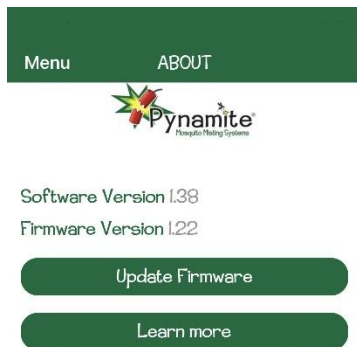 Menu ABOUT
Pynamite®
Mosquito Misting Systems
Software Version 1.38
Firmware Version 1.22
Update Firmware
Learn more